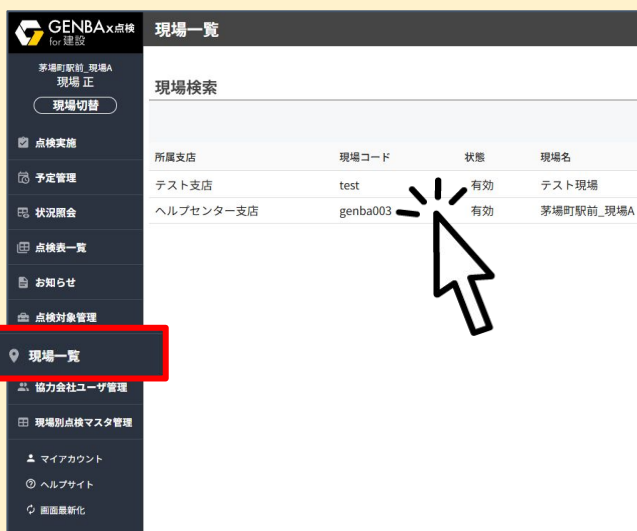 GENBAx点検
for 建設
現場一覧
茅場町駅前_現場A
現場 正
現場切替
現場検索
点検実施
予定管理
状況照会
点検表一覧
お知らせ
点検対象管理
現場一覧
協力会社ユーザ管理
現場別点検マスタ管理
マイアカウント
ヘルプサイト
画面最新化
所属支店 現場コード 状態 現場名
テスト支店 test 有効 テスト現場
ヘルプセンター支店 genba003 有効 茅場町駅前_現場A